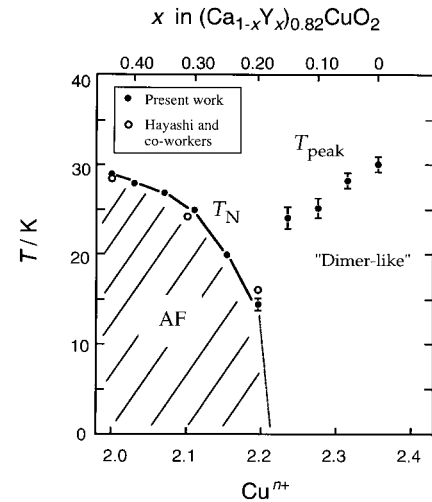 x in (Ca1-xYx)0.82CuO2
0.40 0.30 0.20 0.10 0
40
30
20
10
0
T / K
Present work
Hayashi and
co-workers
Tpeak
TN
"Dimer-like"
AF
2.0 2.1 2.2 2.3 2.4
Cun+